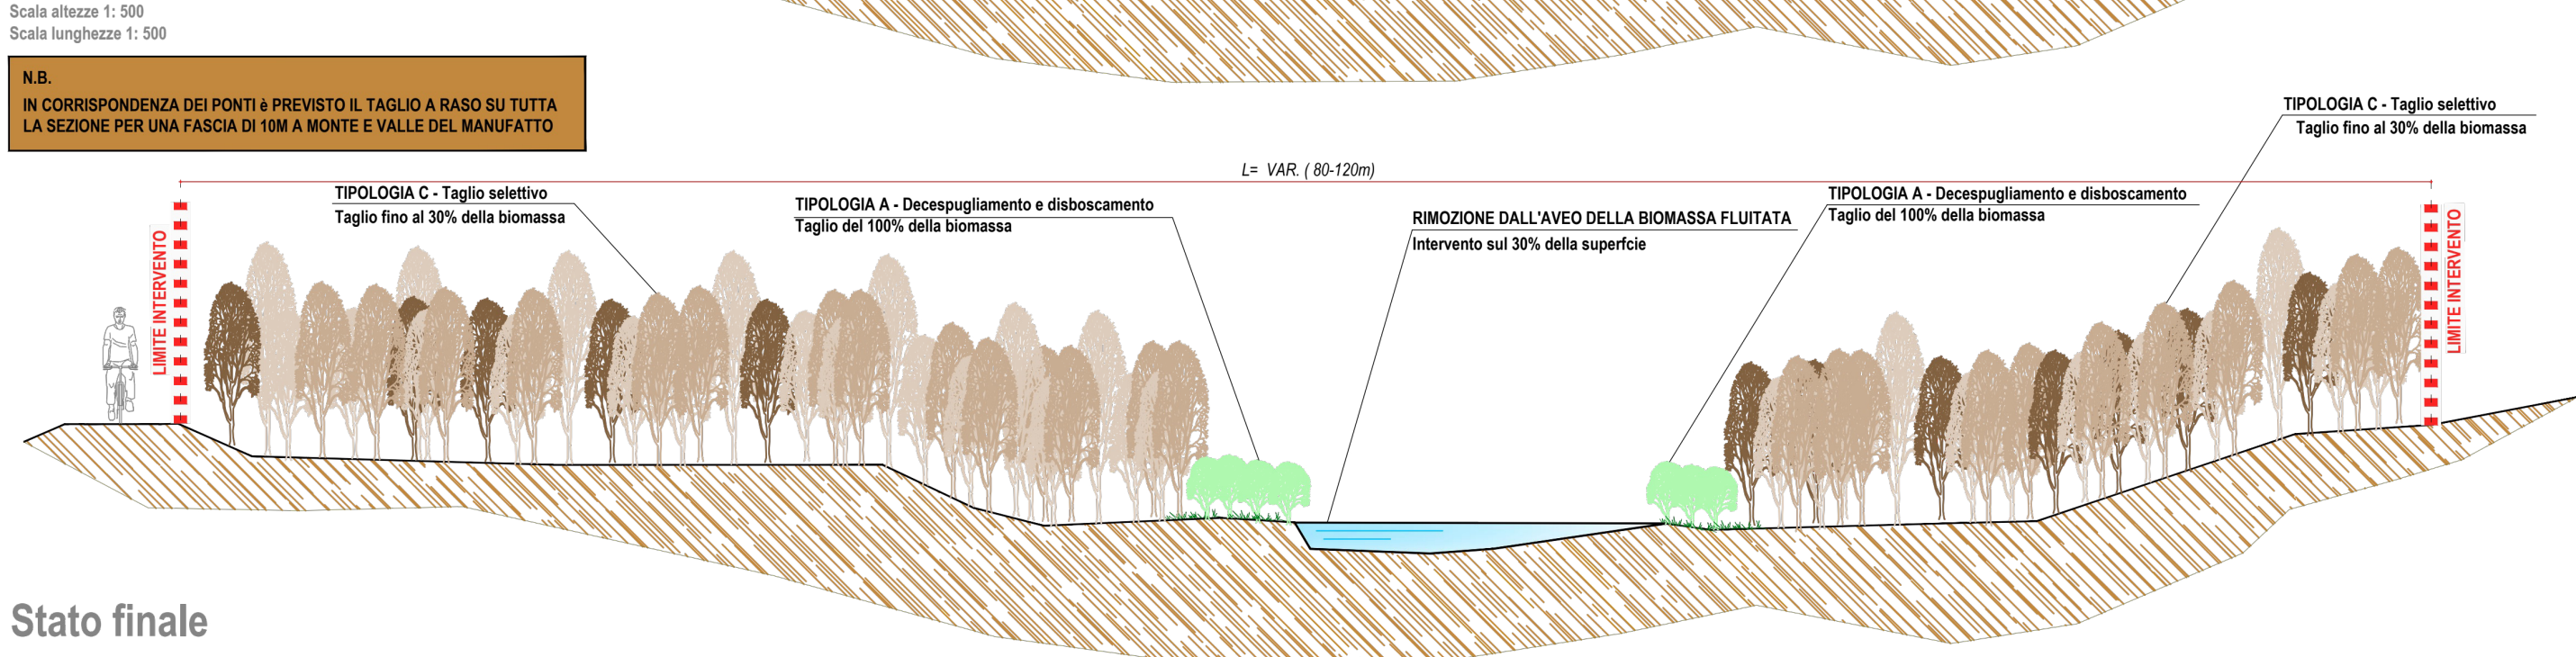 Scala altezze 1: 500
Scala lunghezze 1: 500
N.B.
IN CORRISPONDENZA DEI PONTI è PREVISTO IL TAGLIO A RASO SU TUTTA
LA SEZIONE PER UNA FASCIA DI 10M A MONTE E VALLE DEL MANUFATTO
TIPOLOGIA C - Taglio selettivo
Taglio fino al 30% della biomassa
L= VAR. ( 80-120m)
TIPOLOGIA C - Taglio selettivo
Taglio fino al 30% della biomassa
TIPOLOGIA A - Decespugliamento e disboscamento
Taglio del 100% della biomassa
RIMOZIONE DALL'AVEO DELLA BIOMASSA FLUITATA
Intervento sul 30% della superfcie
TIPOLOGIA A - Decespugliamento e disboscamento
Taglio del 100% della biomassa
LIMITE INTERVENTO
LIMITE INTERVENTO
Stato finale